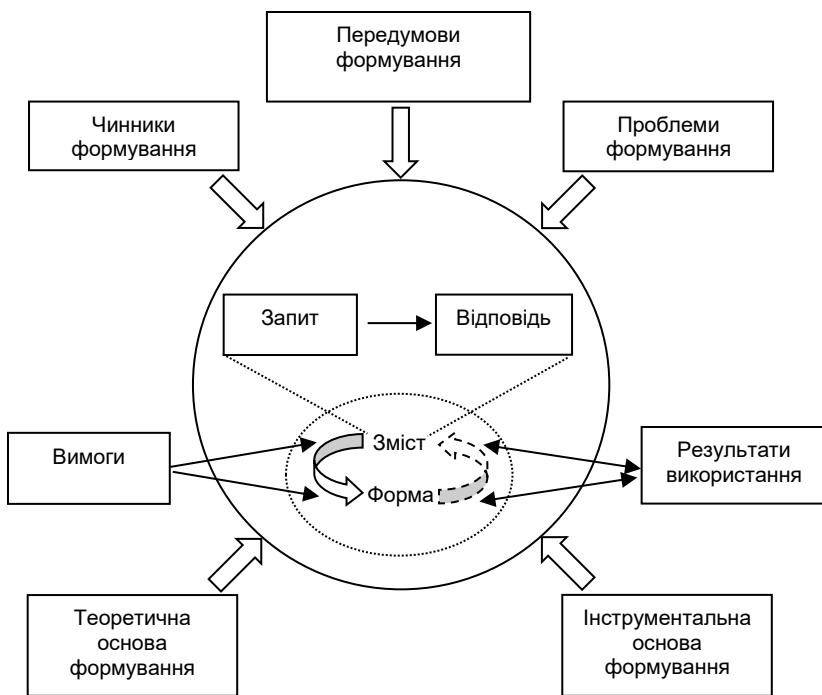 Передумови
формування
Чинники
формування
Проблеми
формування
Запит
Відповідь
Зміст
Форма
Вимоги
Результати
використання
Теоретична
основа
формування
Інструментальна
основа
формування